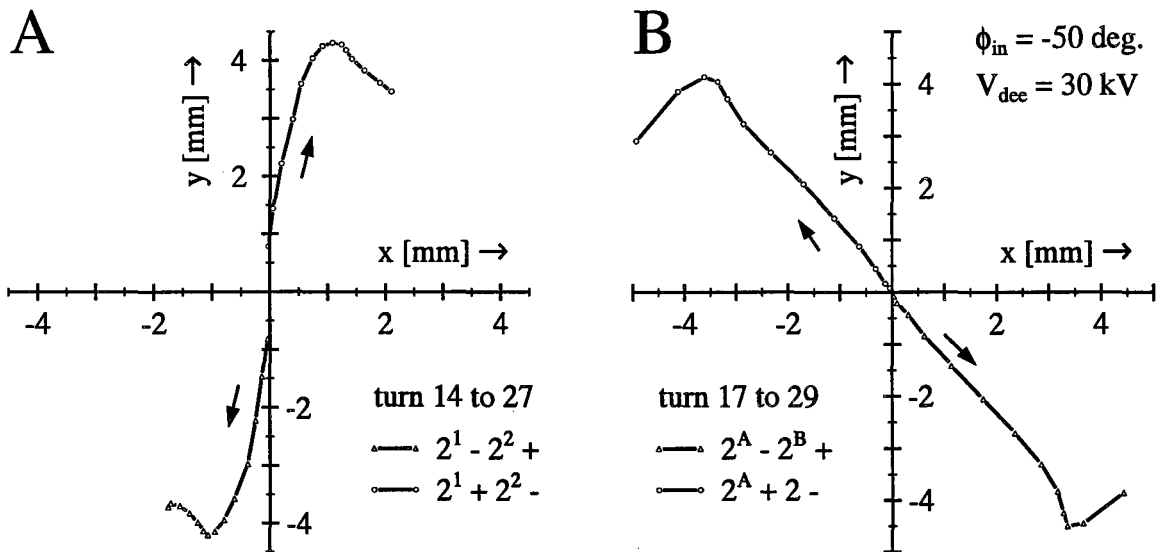 A
y [mm] →
4
2
x [mm] →
-4
-2
2
4
-2
-4
turn 14 to 27
2¹ - 2² +
2¹ + 2² -
B
ϕin = -50 deg.
Vdee = 30 kV
y [mm] →
4
2
x [mm] →
-4
-2
2
4
-2
-4
turn 17 to 29
2ᴬ - 2ᴮ +
2ᴬ + 2 -